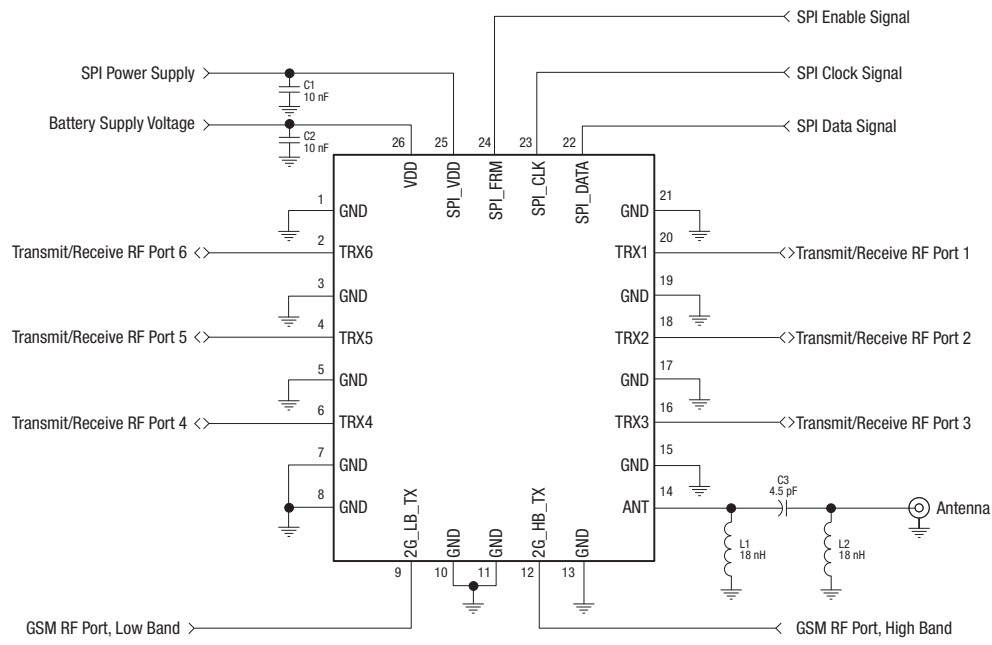 SPI Enable Signal
SPI Power Supply
SPI Clock Signal
C1
10 nF
Battery Supply Voltage
SPI Data Signal
C2
10 nF
26 25 24 23 22
VDD SPI_VDD SPI_FRM SPI_CLK SPI_DATA
1 GND
GND 21
Transmit/Receive RF Port 6 2 TRX6
TRX1 20 Transmit/Receive RF Port 1
3 GND
GND 19
Transmit/Receive RF Port 5 4 TRX5
TRX2 18 Transmit/Receive RF Port 2
5 GND
GND 17
Transmit/Receive RF Port 4 6 TRX4
TRX3 16 Transmit/Receive RF Port 3
7 GND
GND 15
8 GND
ANT 14
C3
4.5 pF
Antenna
L1
18 nH
L2
18 nH
2G_LB_TX GND GND 2G_HB_TX GND
9 10 11 12 13
GSM RF Port, Low Band
GSM RF Port, High Band